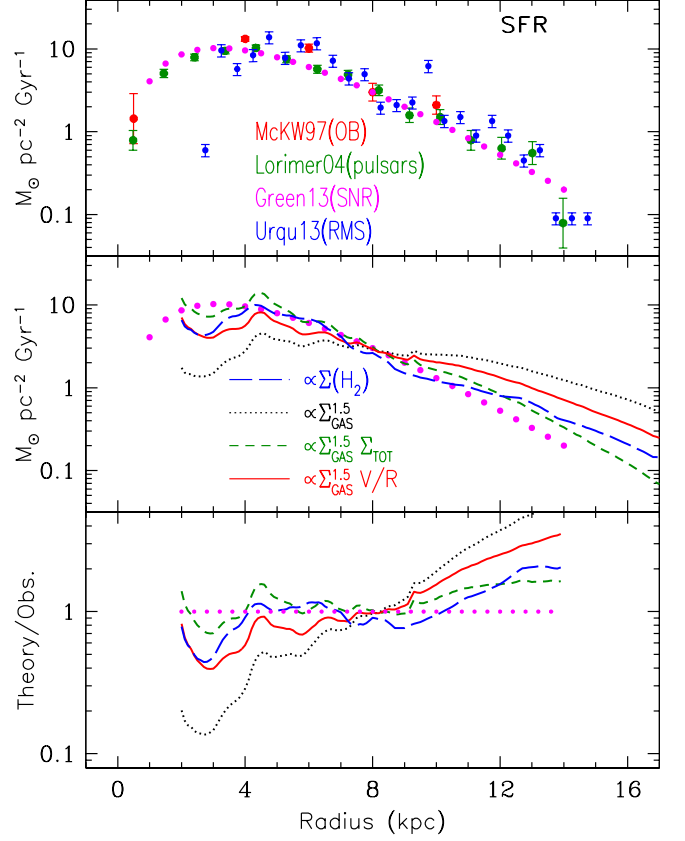 SFR
M☉ pc⁻² Gyr⁻¹
10
1
0.1
McKW97(OB)
Lorimer04(pulsars)
Green13(SNR)
Urqu13(RMS)
M☉ pc⁻² Gyr⁻¹
10
1
0.1
∝Σ(H₂)
∝Σ_GAS^1.5
∝Σ_GAS^1.5 Σ_TOT
∝Σ_GAS^1.5 V/R
Theory/Obs.
1
0.1
0 4 8 12 16
Radius (kpc)